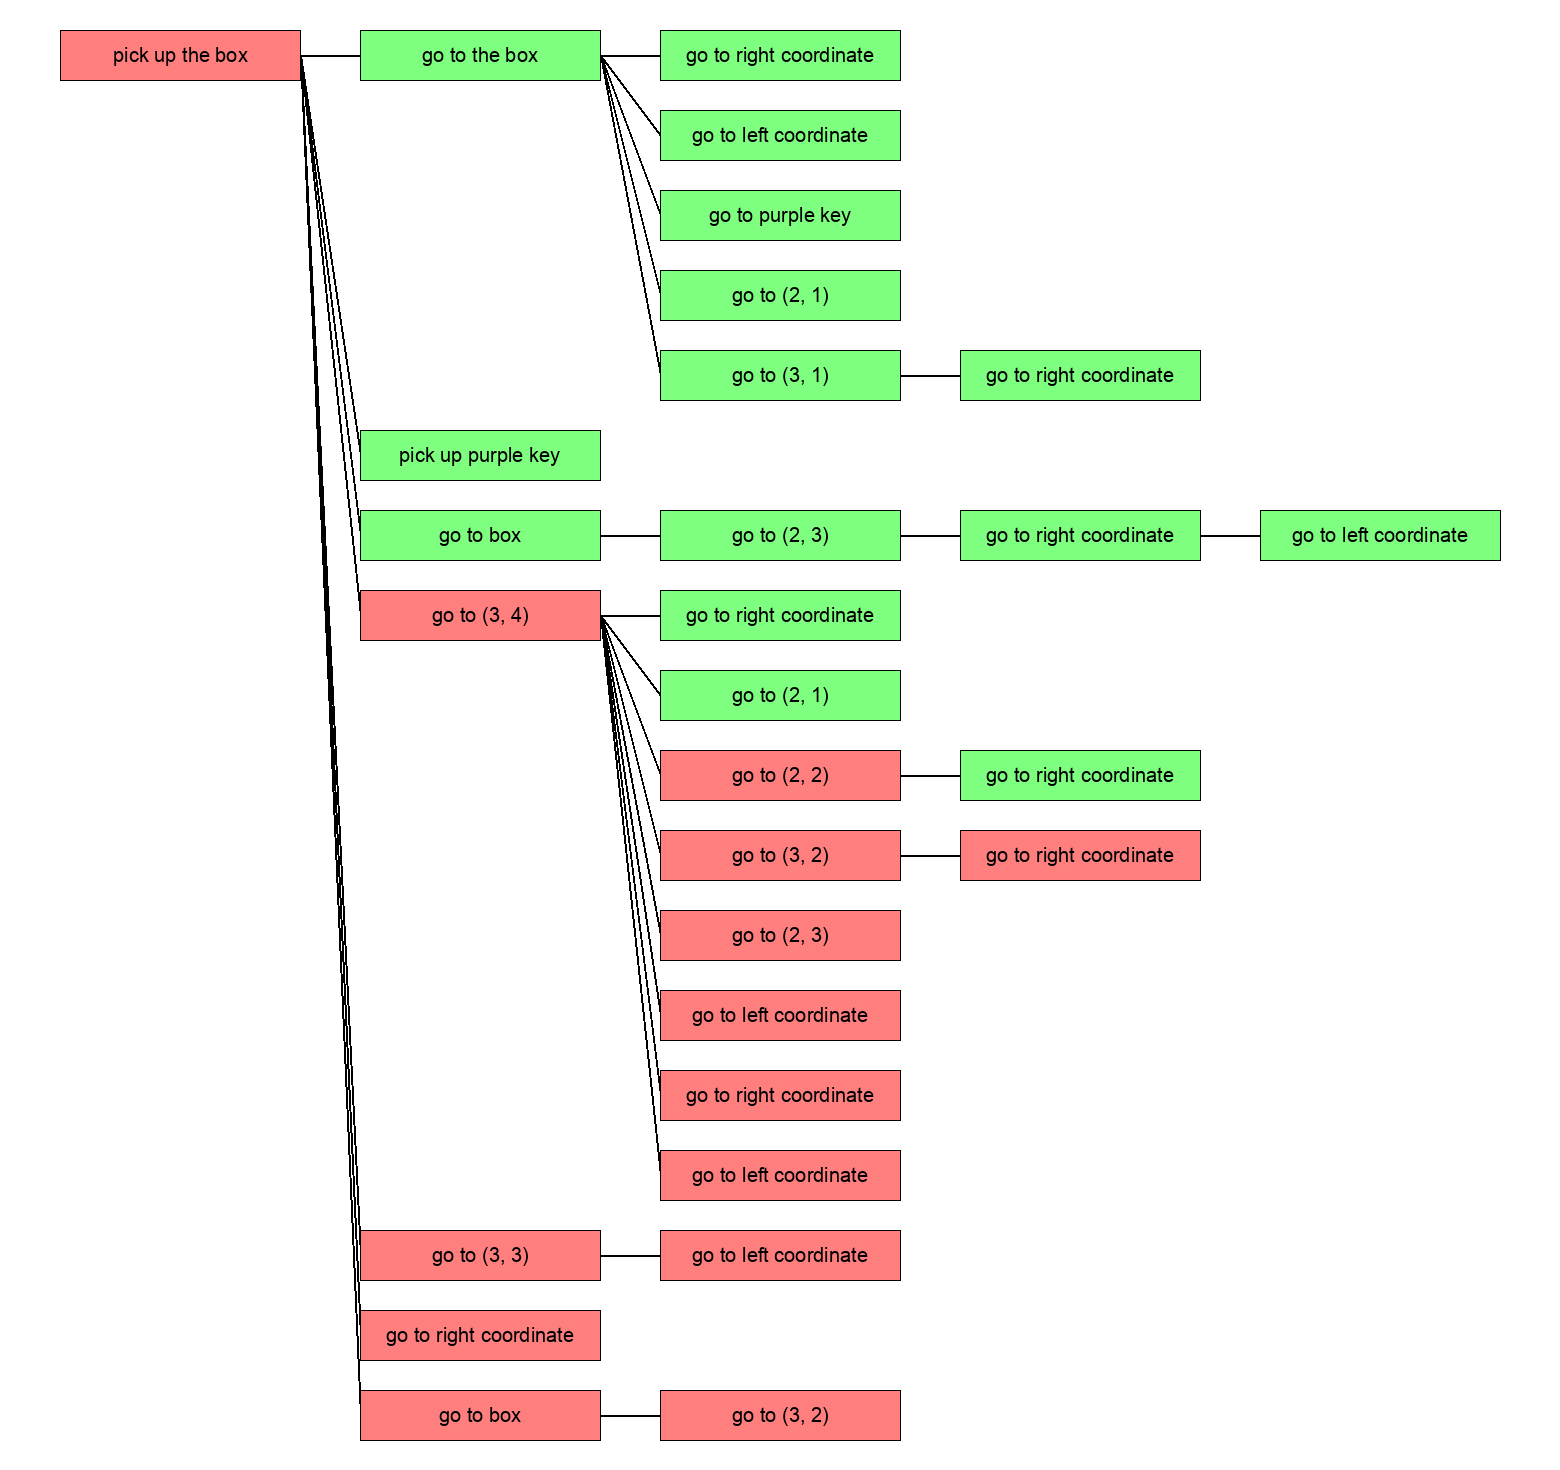 pick up the box
go to the box
go to right coordinate
go to left coordinate
go to purple key
go to (2, 1)
go to (3, 1)
go to right coordinate
pick up purple key
go to box
go to (2, 3)
go to right coordinate
go to left coordinate
go to (3, 4)
go to right coordinate
go to (2, 1)
go to (2, 2)
go to right coordinate
go to (3, 2)
go to right coordinate
go to (2, 3)
go to left coordinate
go to right coordinate
go to left coordinate
go to (3, 3)
go to left coordinate
go to right coordinate
go to box
go to (3, 2)